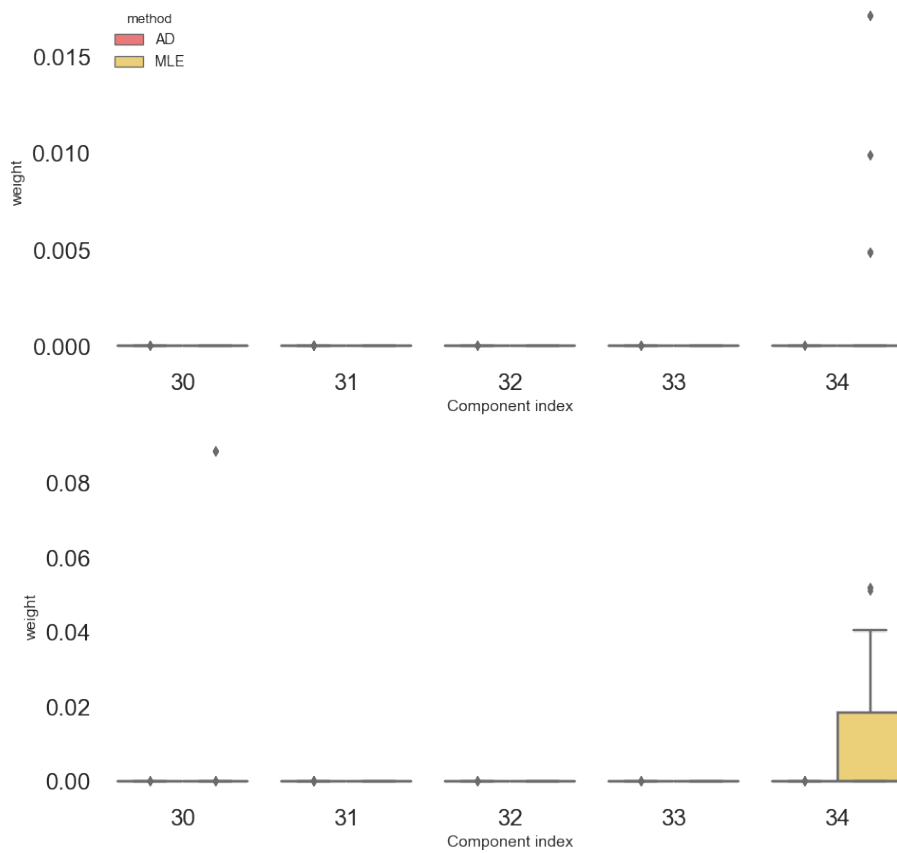 method
AD
MLE
0.015
0.010
0.005
0.000
weight
30 31 32 33 34
Component index
0.08
0.06
0.04
0.02
0.00
weight
30 31 32 33 34
Component index